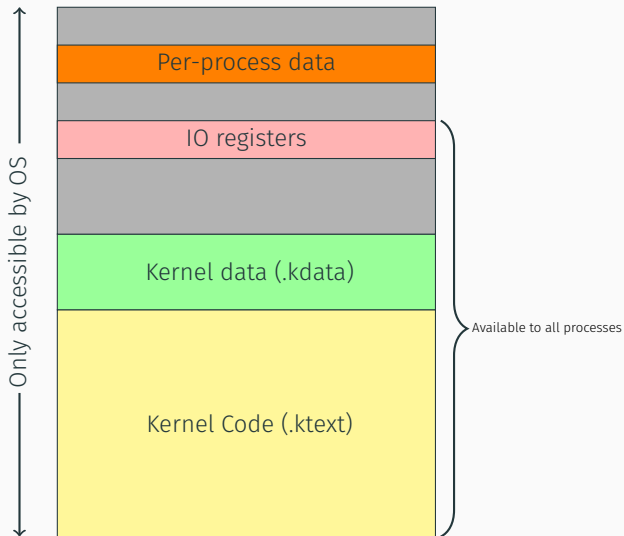 Per-process data
IO registers
Only accessible by OS
Kernel data (.kdata)
Available to all processes
Kernel Code (.ktext)